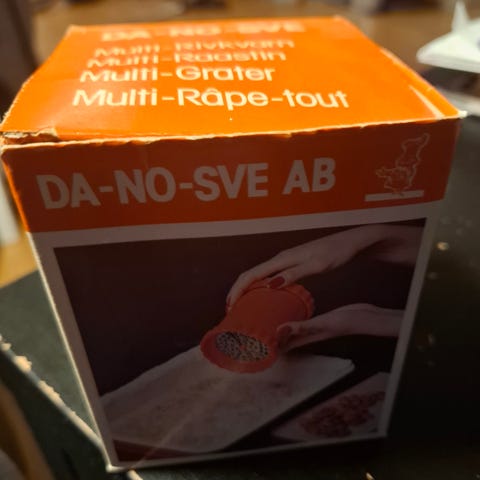 DA-NO-SVE
Multi-Rivkvarn
Multi-Raastin
Multi-Grater
Multi-Râpe-tout
DA-NO-SVE AB